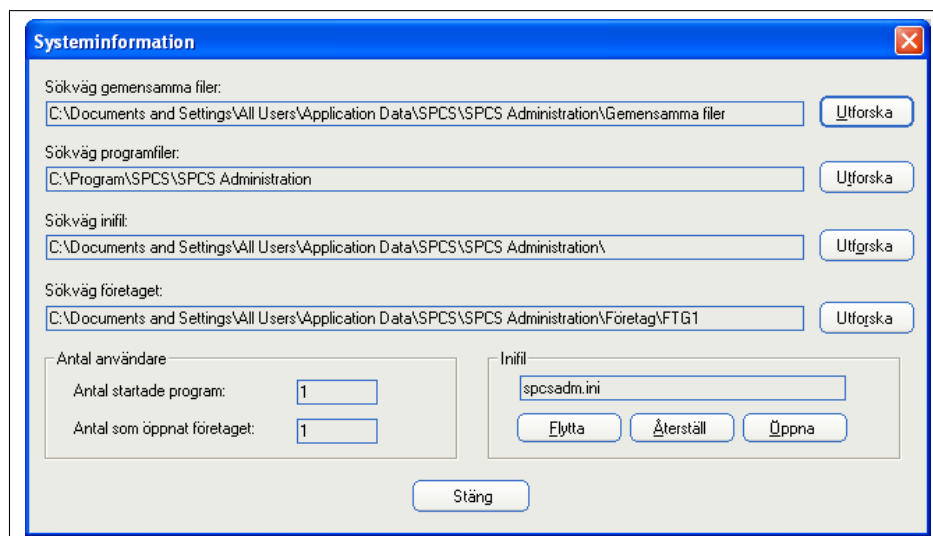 Systeminformation
Sökväg gemensamma filer:
C:\Documents and Settings\All Users\Application Data\SPCS\SPCS Administration\Gemensamma filer
Utforska
Sökväg programfiler:
C:\Program\SPCS\SPCS Administration
Utforska
Sökväg inifil:
C:\Documents and Settings\All Users\Application Data\SPCS\SPCS Administration\
Utforska
Sökväg företaget:
C:\Documents and Settings\All Users\Application Data\SPCS\SPCS Administration\Företag\FTG1
Utforska
Antal användare
Antal startade program: 1
Antal som öppnat företaget: 1
Inifil
spcsadm.ini
Flytta Återställ Öppna
Stäng